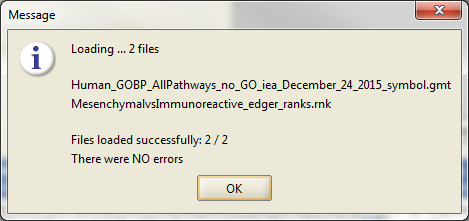 Message
Loading ... 2 files
Human_GOBP_AllPathways_no_GO_iea_December_24_2015_symbol.gmt
MesenchymalvsImmunoreactive_edger_ranks.rnk
Files loaded successfully: 2 / 2
There were NO errors
OK